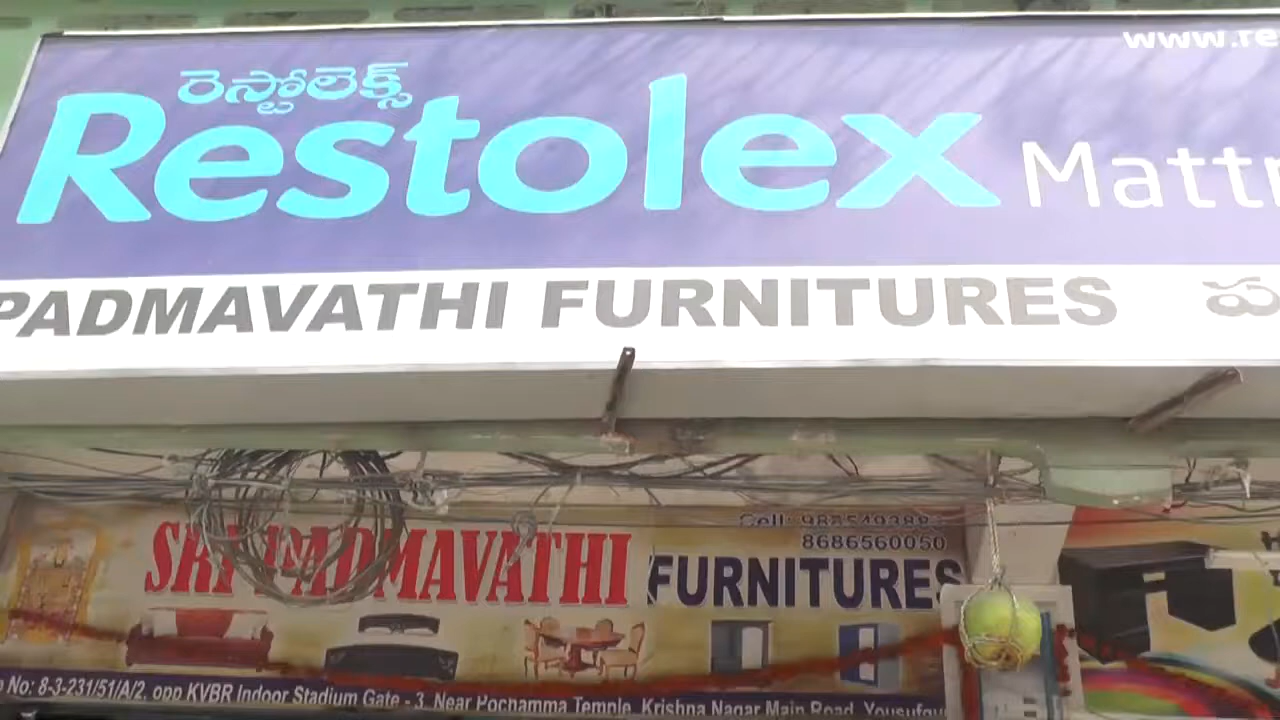 www.re
రెస్టోలెక్స్
Restolex Mattr
PADMAVATHI FURNITURES ప
8686560050
SRI PADMAVATHI FURNITURES
No: 8-3-231/51/A/2, opp KVBR Indoor Stadium Gate - 3, Near Pochamma Temple, Krishna Nagar Main Road, Yousufgu